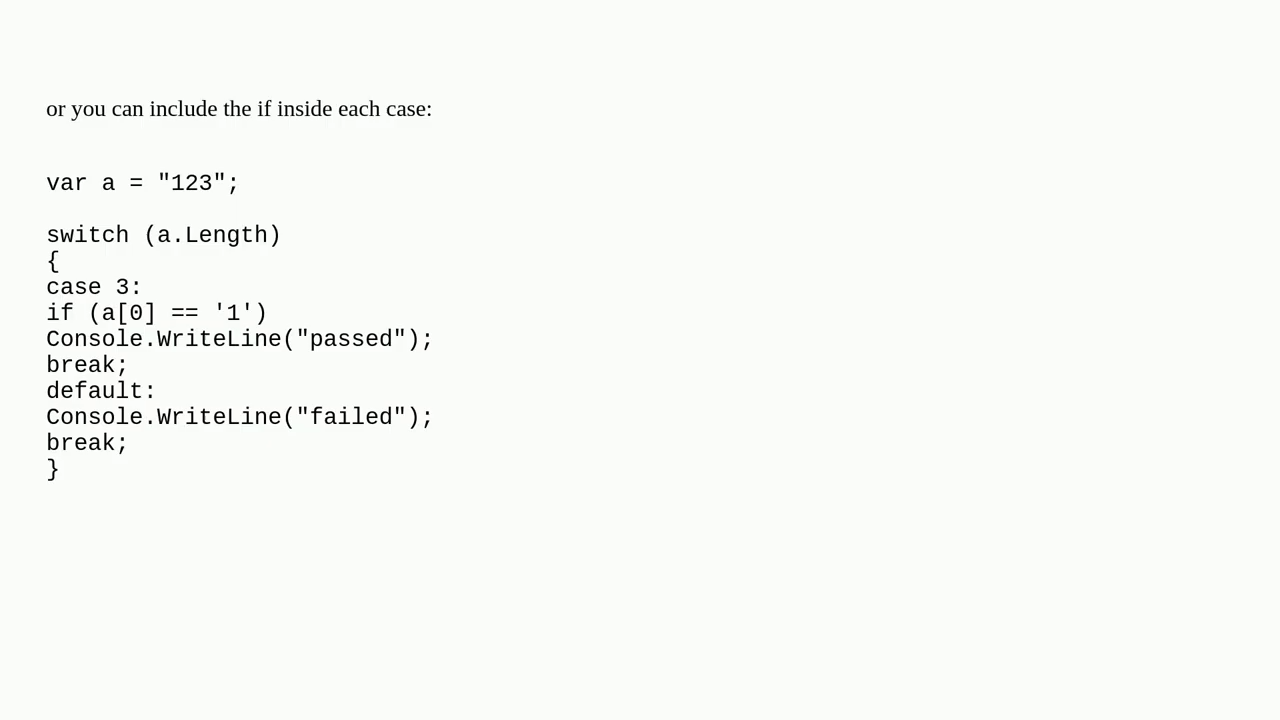 or you can include the if inside each case:
var a = "123";
switch (a.Length)
{
case 3:
if (a[0] == '1')
Console.WriteLine("passed");
break;
default:
Console.WriteLine("failed");
break;
}